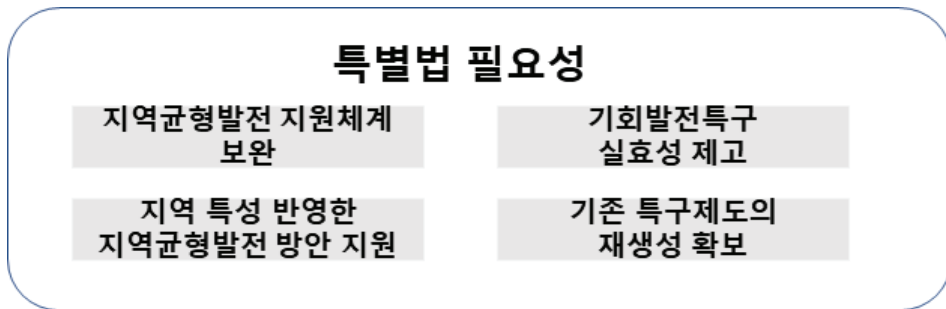 특별법 필요성
지역균형발전 지원체계
보완
기회발전특구
실효성 제고
지역 특성 반영한
지역균형발전 방안 지원
기존 특구제도의
재생성 확보